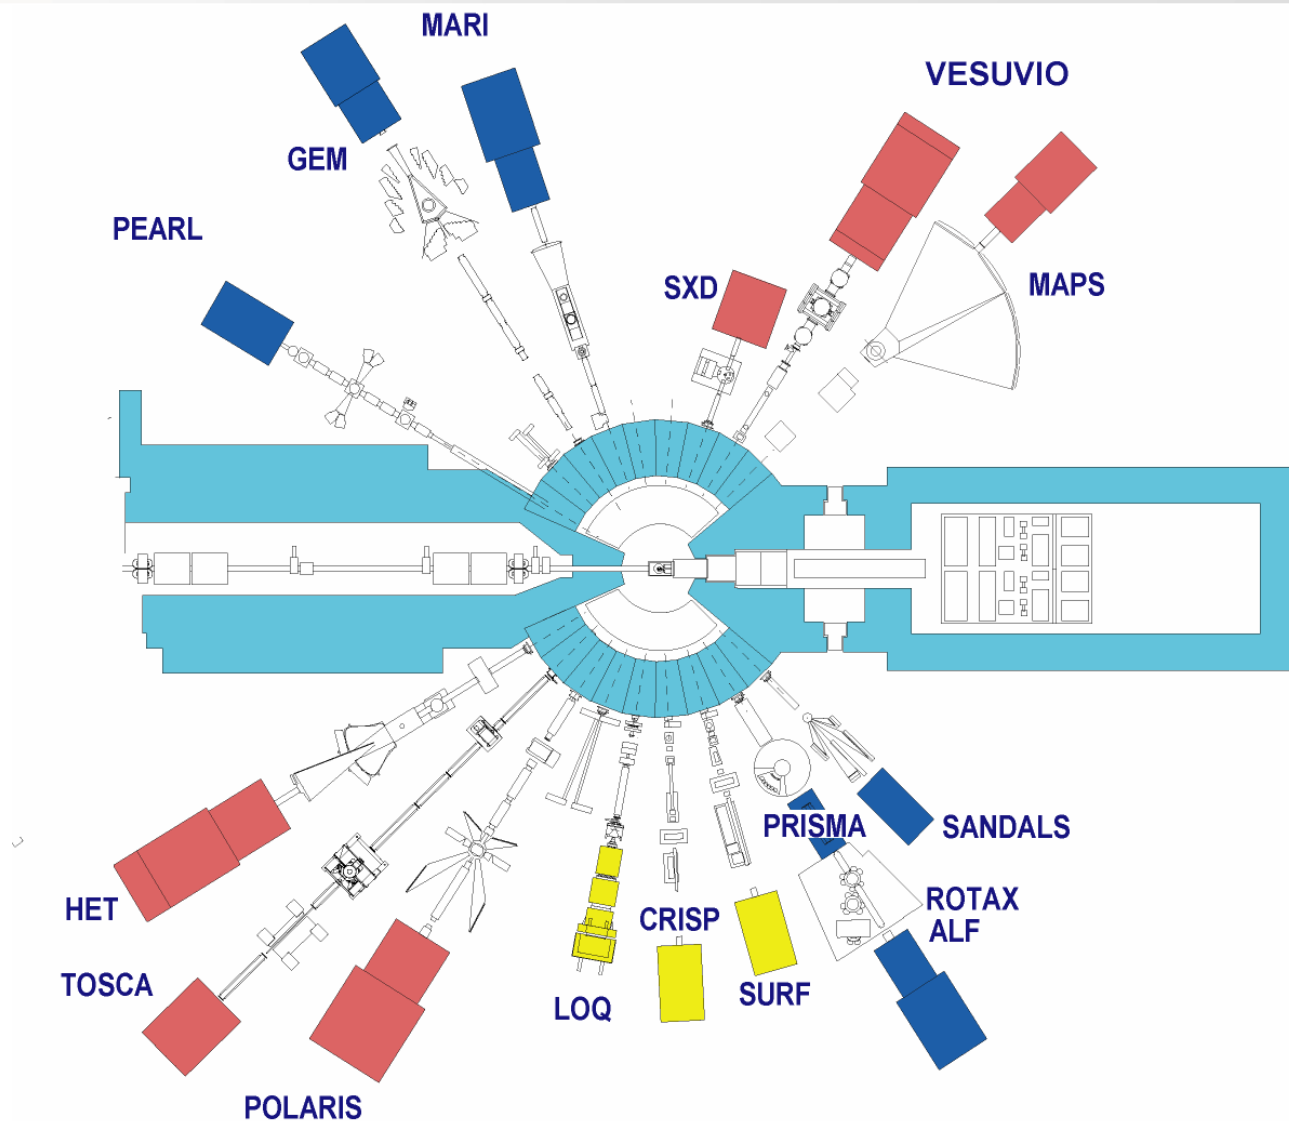 MARI
VESUVIO
GEM
PEARL
SXD
MAPS
PRISMA
SANDALS
HET
CRISP
ROTAX
ALF
TOSCA
LOQ
SURF
POLARIS